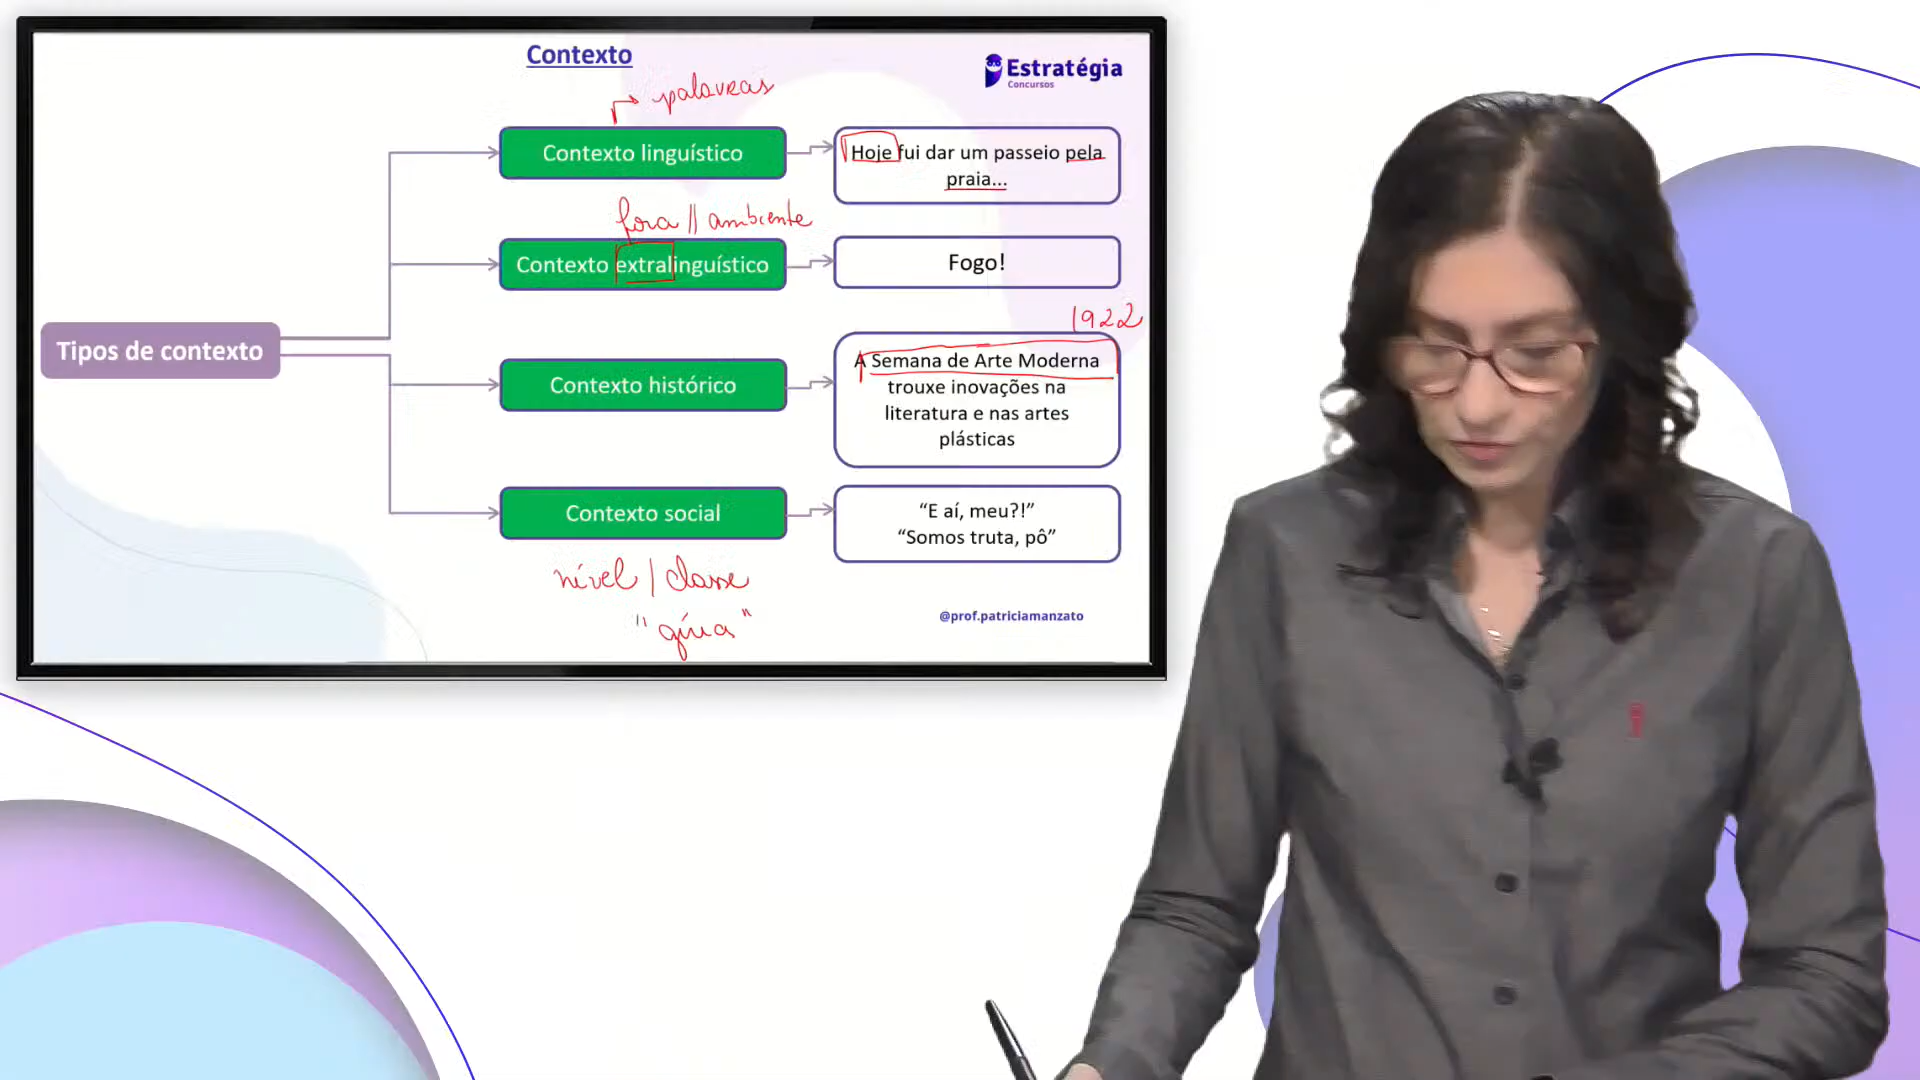 Contexto
Estratégia
Concursos
palavras
Contexto linguístico
Hoje fui dar um passeio pela
praia...
fora || ambiente
Contexto extralinguístico
Fogo!
1922
Tipos de contexto
Contexto histórico
A Semana de Arte Moderna
trouxe inovações na
literatura e nas artes
plásticas
Contexto social
“E aí, meu?!”
“Somos truta, pô”
nível | classe
"gíria"
@prof.patriciamanzato